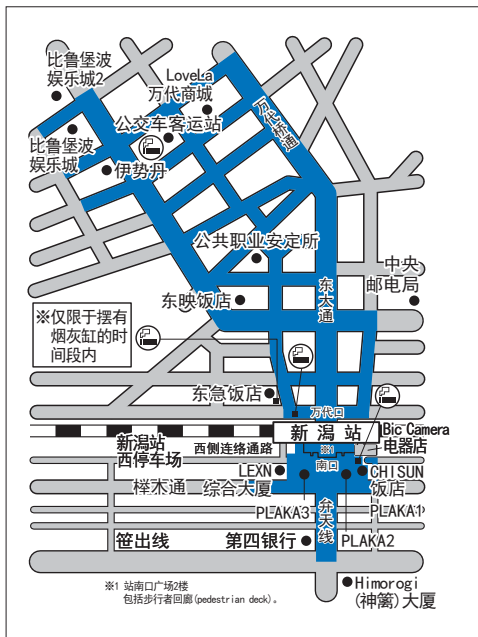 比鲁堡波
娱乐城2
LoveLa
万代商城
公交车客运站
万代桥通
比鲁堡波
娱乐城
伊势丹
公共职业安定所
中央
邮电局
东映饭店
东大通
※仅限于摆有
烟灰缸的时
间段内
东急饭店
万代口
新潟站
Bic Camera
电器店
新潟站
西停车场
西侧连络通路
※1
南口
LEXN
综合大厦
CHISUN
饭店
榉木通
PLAKA3
弁天线
PLAKA1
笹出线
第四银行
PLAKA2
※1 站南口广场2楼
包括步行者回廊(pedestrian deck)。
Himorogi
(神篱)大厦